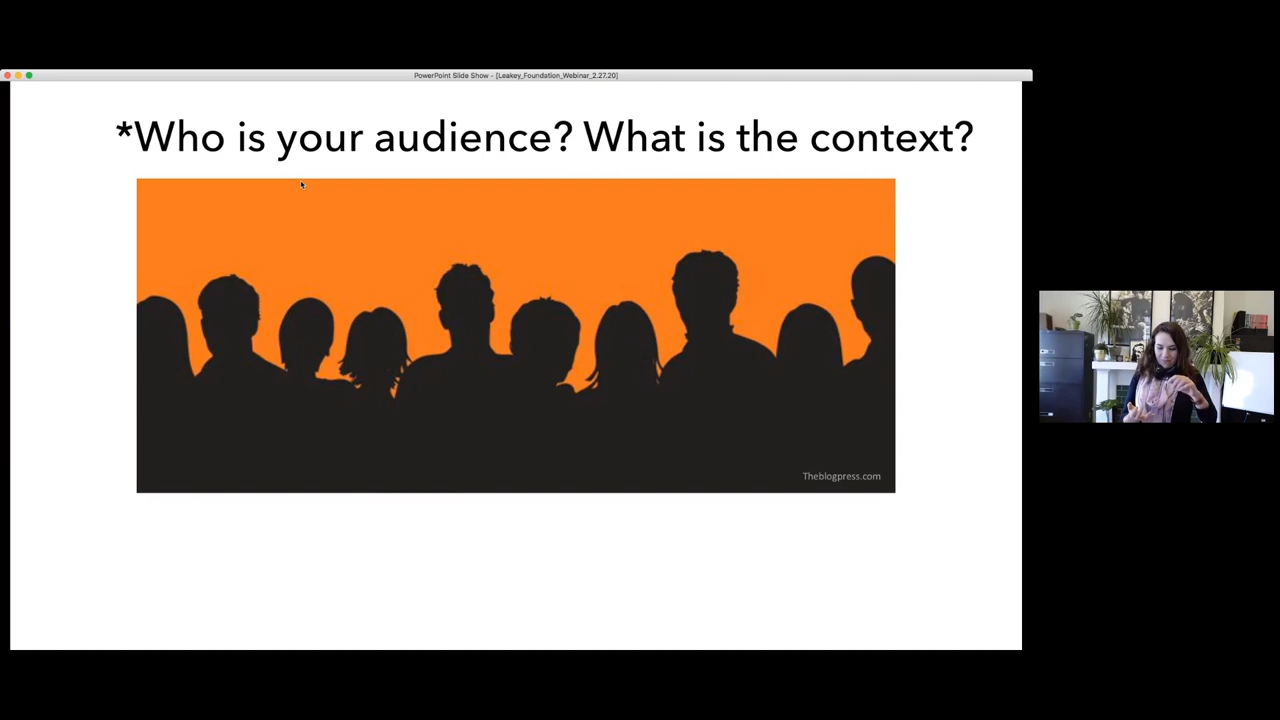 PowerPoint Slide Show - [Leakey_Foundation_Webinar_2.27.20]
*Who is your audience? What is the context?
Theblogpress.com